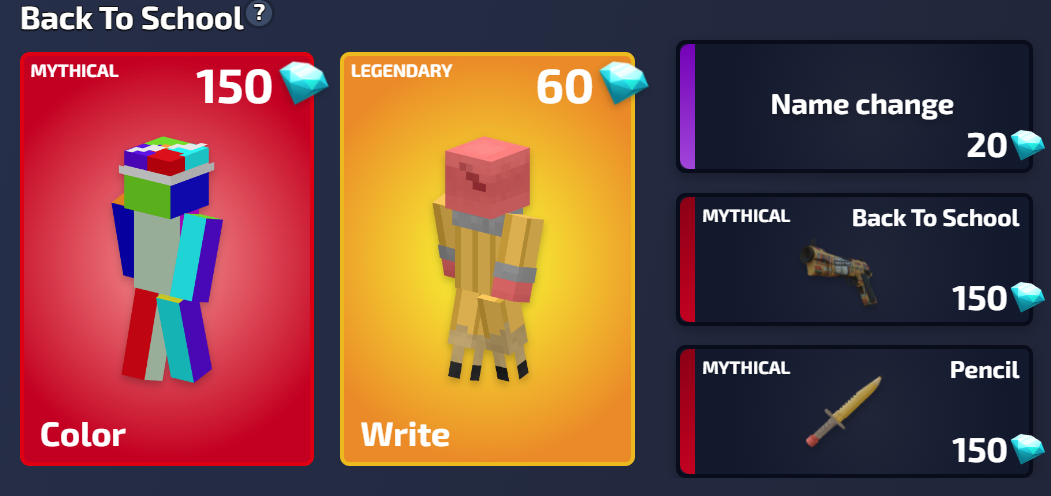 Back To School ?
MYTHICAL
150
Color
LEGENDARY
60
Write
Name change
20
MYTHICAL
Back To School
150
MYTHICAL
Pencil
150